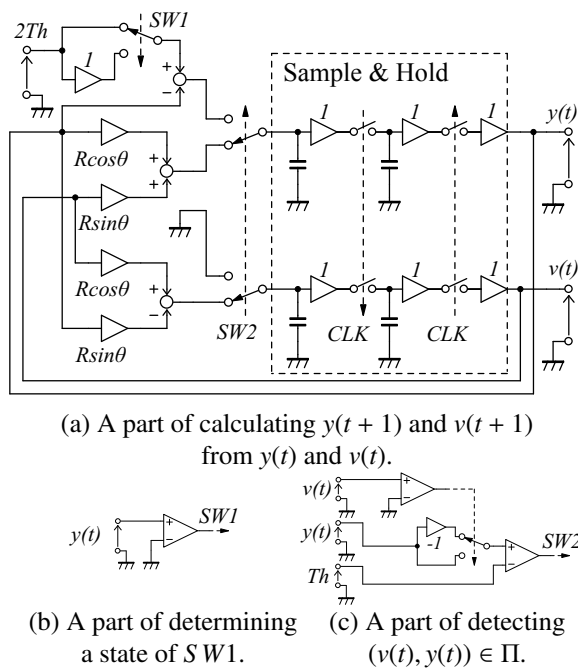 SW1
2Th
1
+
−
Sample & Hold
1
1
1
y(t)
Rcosθ
+
+
Rsinθ
Rcosθ
+
−
Rsinθ
SW2
1
1
1
v(t)
CLK
CLK
(a) A part of calculating y(t + 1) and v(t + 1)
from y(t) and v(t).
y(t)
+
−
SW1
(b) A part of determining
a state of SW1.
v(t)
+
−
y(t)
-1
+
−
SW2
Th
(c) A part of detecting
(v(t), y(t)) ∈ Π.